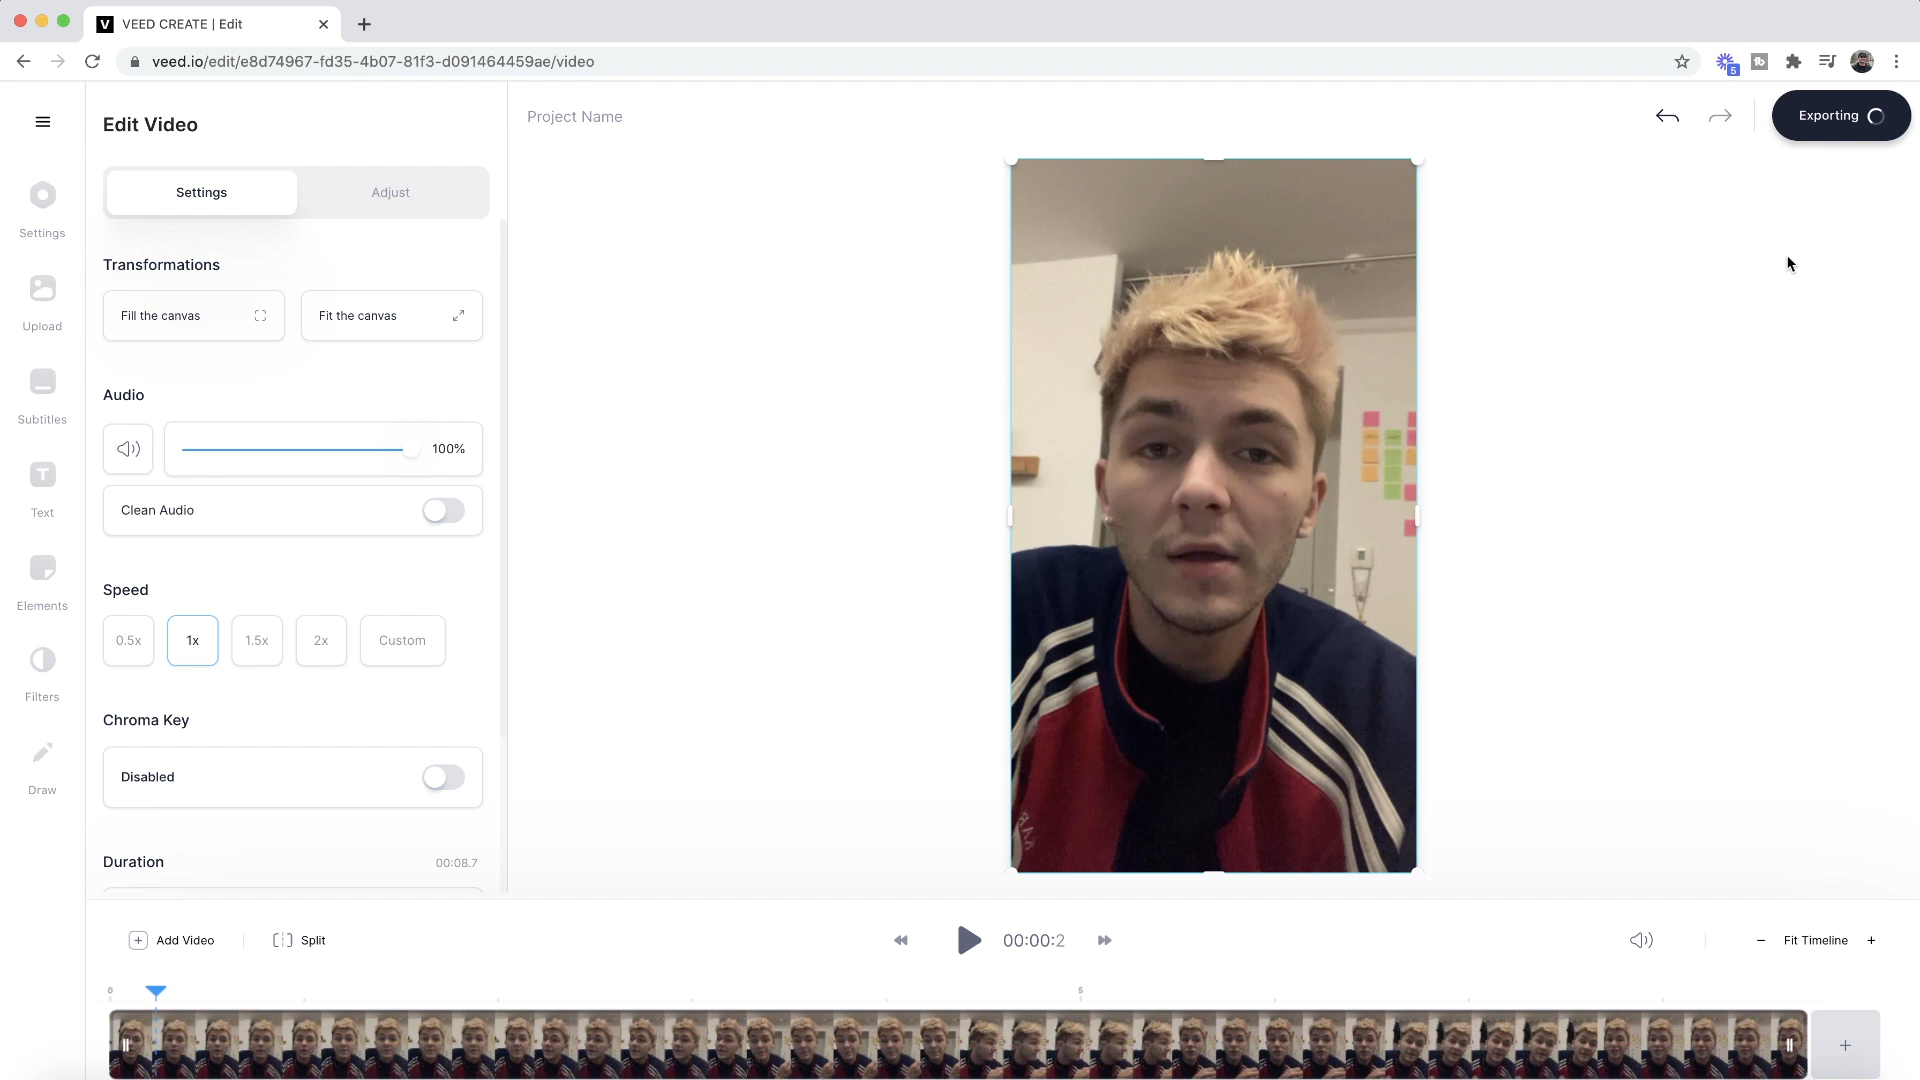 VEED CREATE | Edit
veed.io/edit/e8d74967-fd35-4b07-81f3-d091464459ae/video
5
Edit Video
Project Name
Exporting
Settings
Adjust
Settings
Transformations
Fill the canvas
Fit the canvas
Upload
Audio
100%
Subtitles
Clean Audio
Text
Speed
Elements
0.5x
1x
1.5x
2x
Custom
Filters
Chroma Key
Disabled
Draw
Duration
00:08.7
Add Video
Split
00:00:2
Fit Timeline
0
5